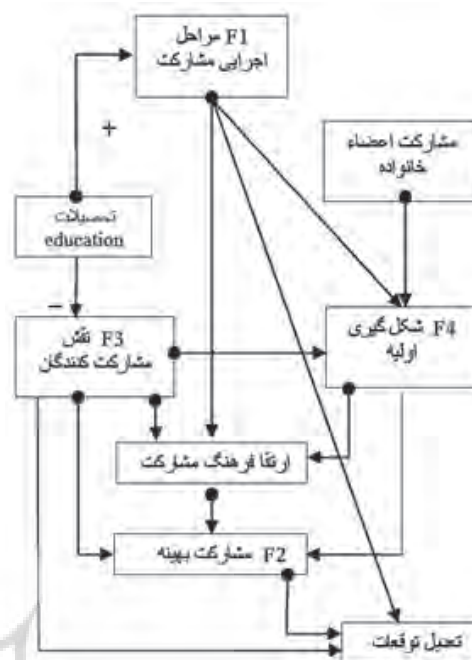 F1 مراحل
اجرایی مشارکت
+
مشارکت اعضاء
خانواده
تحصیلات
education
−
F3 نقش
مشارکت کنندگان
F4 شکل گیری
اولیه
ارتقا فرهنگ مشارکت
F2 مشارکت بهینه
تعدیل توقعات